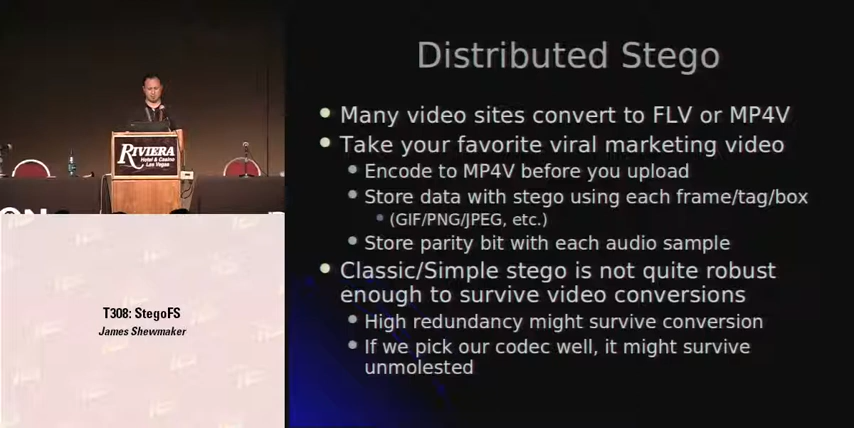 Distributed Stego
Many video sites convert to FLV or MP4V
Take your favorite viral marketing video
Encode to MP4V before you upload
Store data with stego using each frame/tag/box
(GIF/PNG/JPEG, etc.)
Store parity bit with each audio sample
Classic/Simple stego is not quite robust
enough to survive video conversions
High redundancy might survive conversion
If we pick our codec well, it might survive
unmolested
RIVIERA
Hotel & Casino
Las Vegas
ON
T308: StegoFS
James Shewmaker